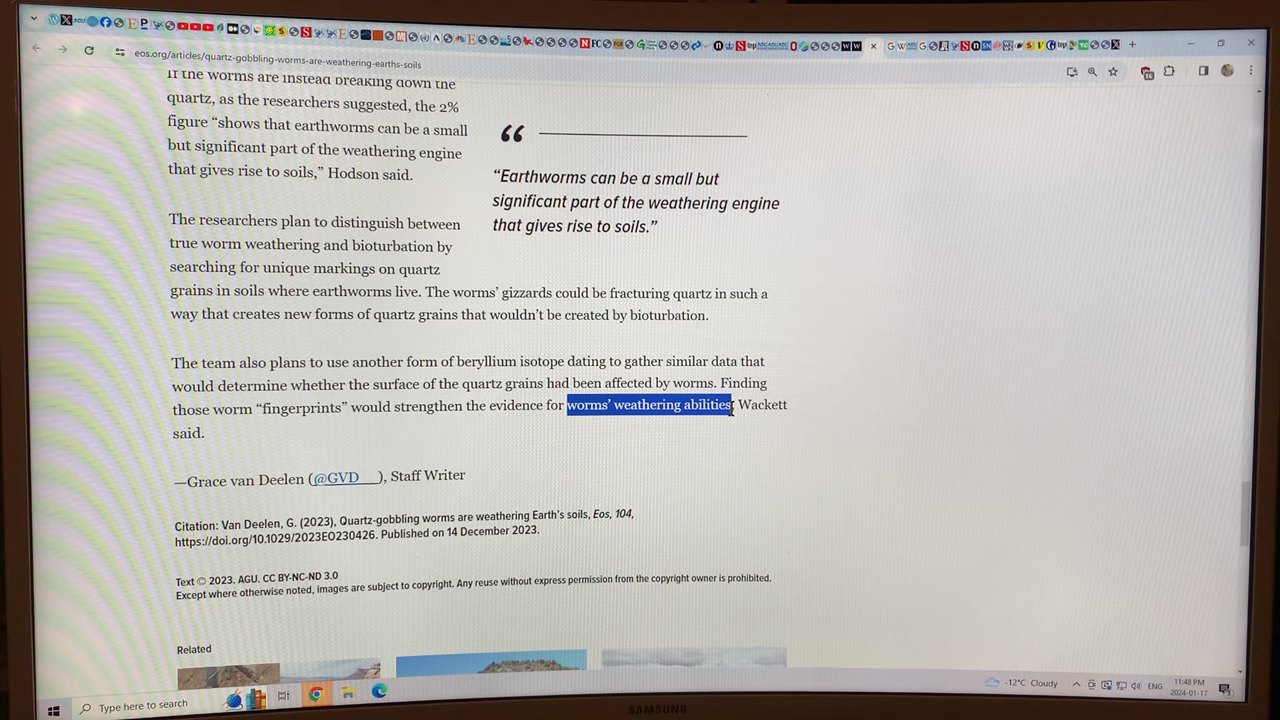 eos.org/articles/quartz-gobbling-worms-are-weathering-earths-soils
If the worms are instead breaking down the
quartz, as the researchers suggested, the 2%
figure “shows that earthworms can be a small
but significant part of the weathering engine
that gives rise to soils,” Hodson said.
“
“Earthworms can be a small but
significant part of the weathering engine
that gives rise to soils.”
The researchers plan to distinguish between
true worm weathering and bioturbation by
searching for unique markings on quartz
grains in soils where earthworms live. The worms’ gizzards could be fracturing quartz in such a
way that creates new forms of quartz grains that wouldn’t be created by bioturbation.
The team also plans to use another form of beryllium isotope dating to gather similar data that
would determine whether the surface of the quartz grains had been affected by worms. Finding
those worm “fingerprints” would strengthen the evidence for worms’ weathering abilities, Wackett
said.
—Grace van Deelen (@GVD__), Staff Writer
Citation: Van Deelen, G. (2023), Quartz-gobbling worms are weathering Earth’s soils, Eos, 104,
https://doi.org/10.1029/2023EO230426. Published on 14 December 2023.
Text © 2023. AGU. CC BY-NC-ND 3.0
Except where otherwise noted, images are subject to copyright. Any reuse without express permission from the copyright owner is prohibited.
Related
Type here to search
-12°C Cloudy
ENG
11:48 PM
2024-01-17
SAMSUNG